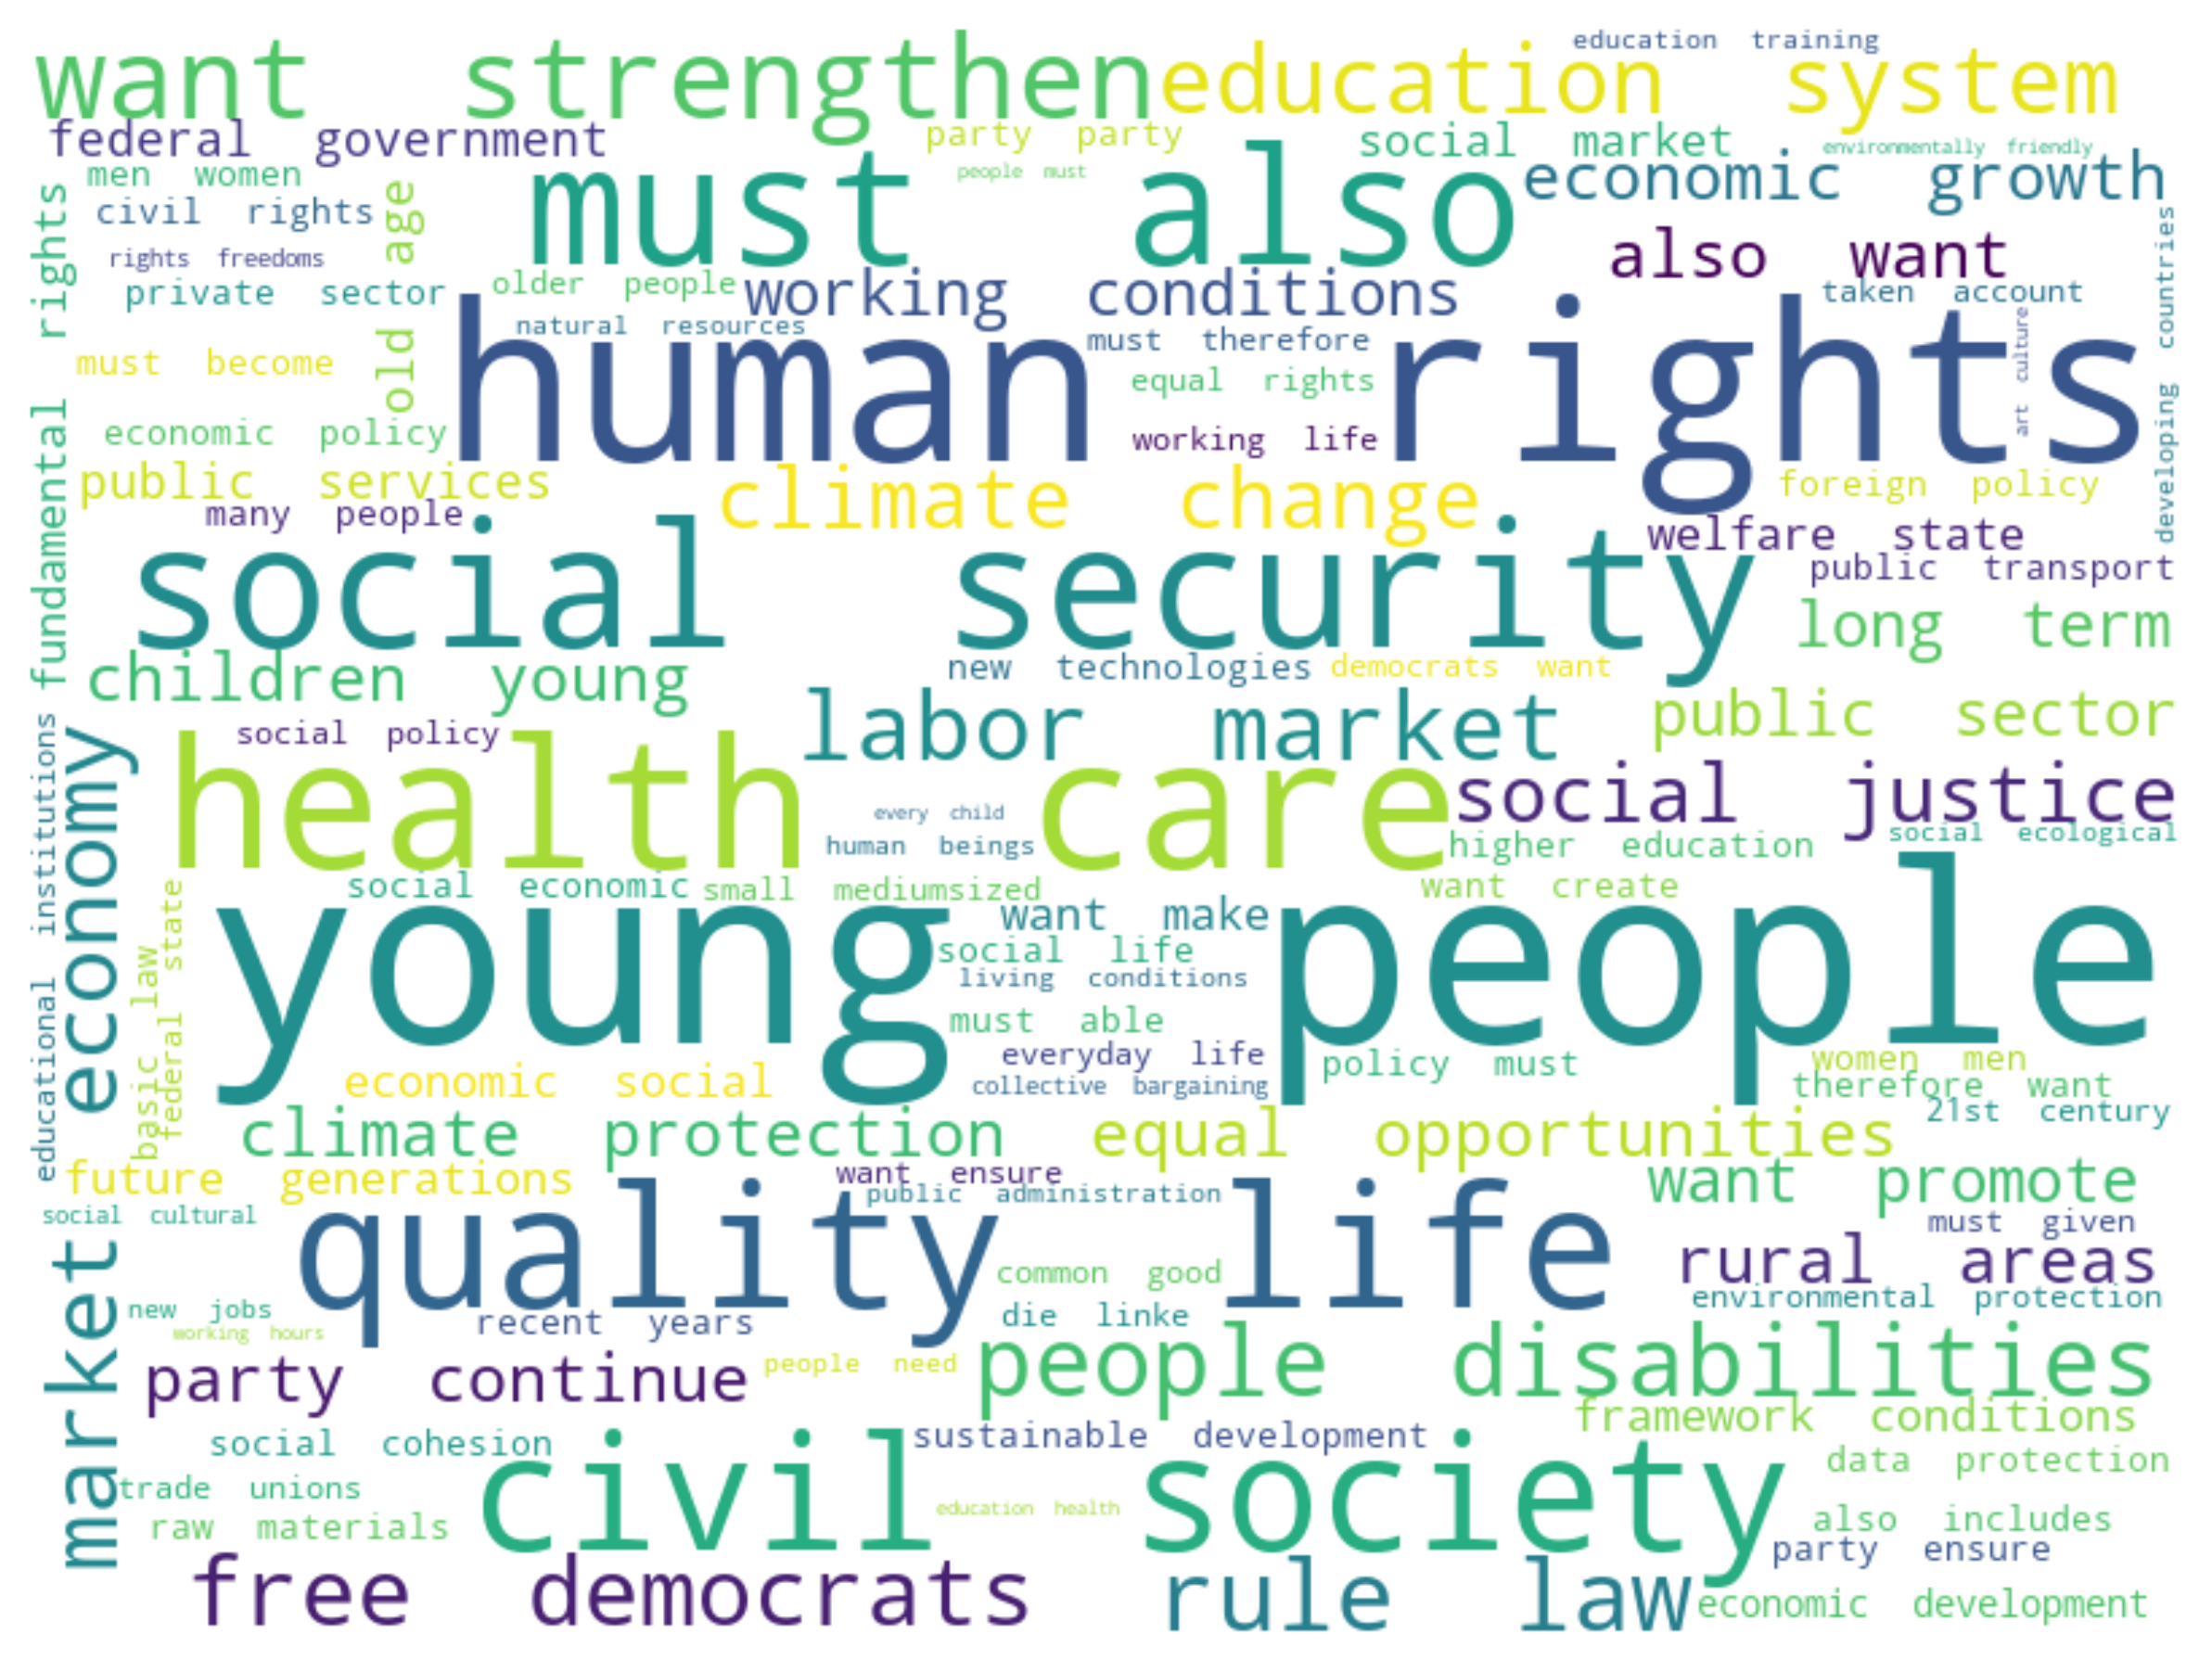 education training
want strengthen
education system
federal government
party party
social market
environmentally friendly
men women
people must
economic growth
must also
civil rights
old age
also want
rights freedoms
private sector
older people
working conditions
taken account
developing countries
fundamental rights
natural resources
must therefore
human rights
art culture
must become
equal rights
economic policy
working life
public services
climate change
foreign policy
many people
welfare state
social security
public transport
long term
children young
new technologies
democrats want
labor market
public sector
social policy
health care
social justice
every child
human beings
higher education
social ecological
educational institutions
market economy
social economic
small mediumsized
want create
federal state
basic law
young people
want make
social life
living conditions
must able
everyday life
policy must
women men
economic social
collective bargaining
therefore want
21st century
climate protection
equal opportunities
future generations
want ensure
want promote
public administration
social cultural
quality life
must given
rural areas
common good
environmental protection
new jobs
die linke
working hours
recent years
party continue
people need
people disabilities
framework conditions
social cohesion
sustainable development
data protection
trade unions
civil society
education health
raw materials
also includes
party ensure
free democrats
rule law
economic development